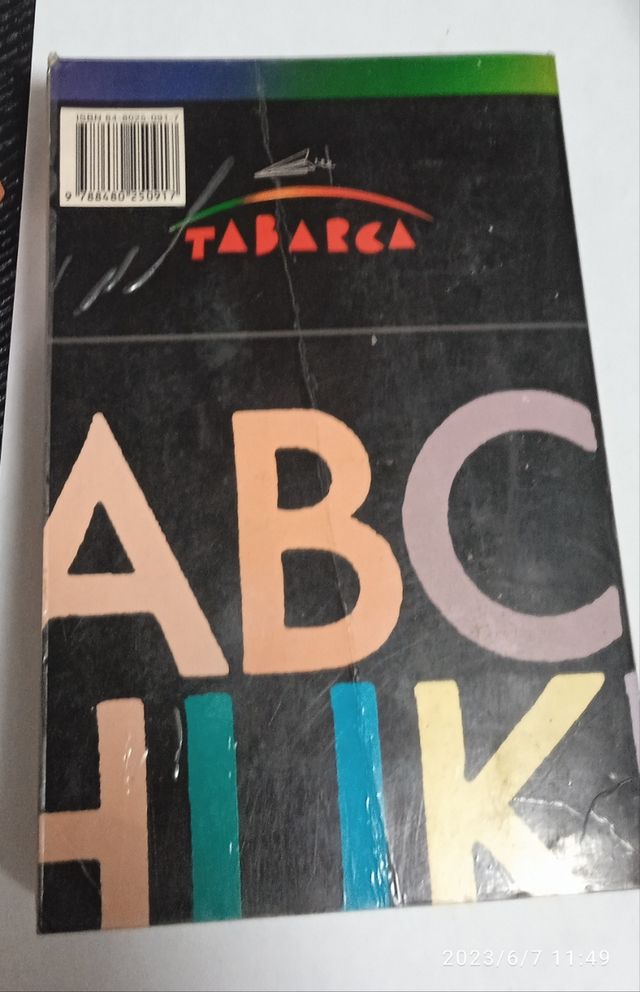 ISBN 84-8025-091-7
9 788480 250917
TABARCA
ABC
HIJK
2023/6/7 11:49